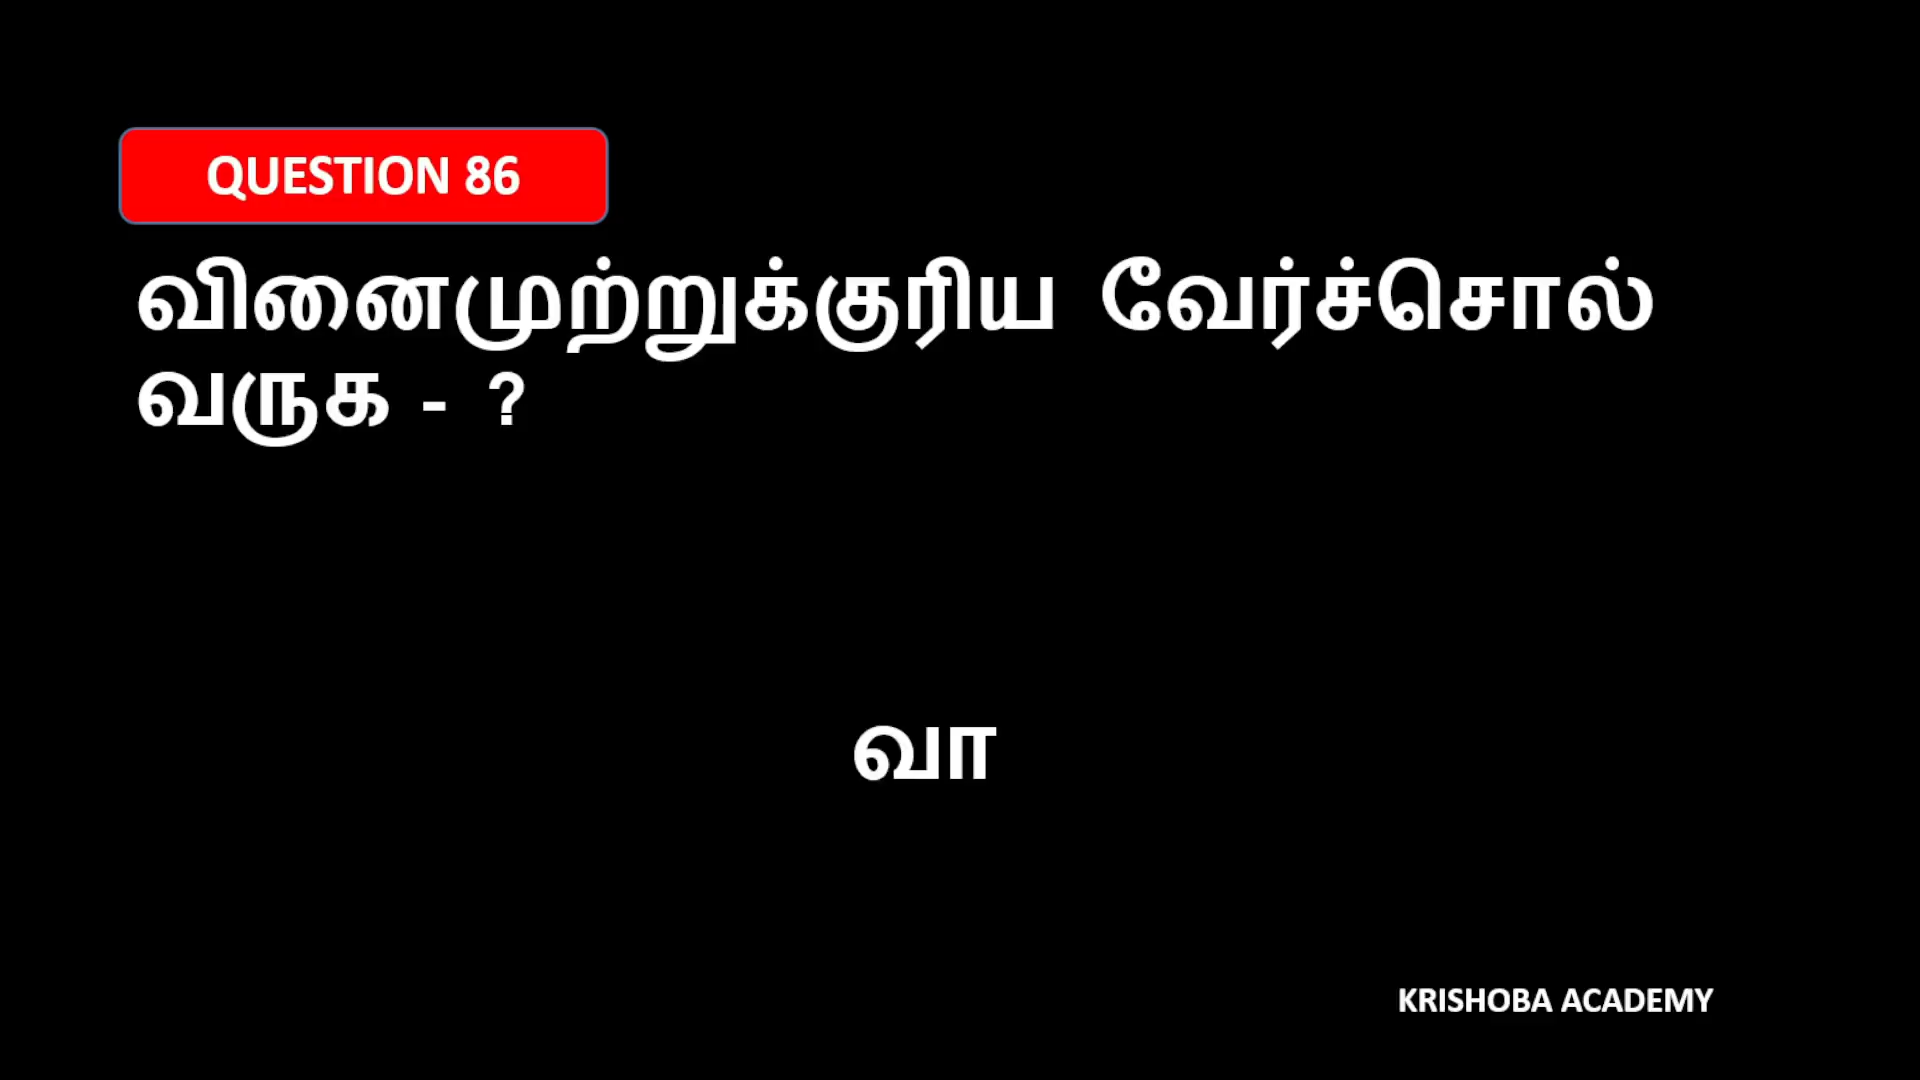 QUESTION 86
வினைமுற்றுக்குரிய வேர்ச்சொல்
வருக - ?
வா
KRISHOBA ACADEMY